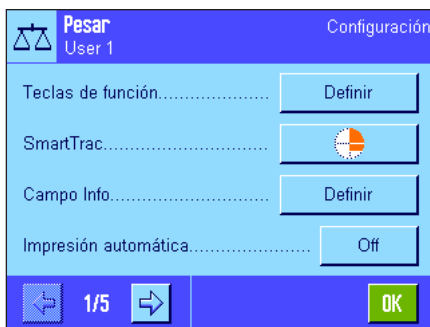 Pesar
Configuración
User 1
Teclas de función.................... Definir
SmartTrac..............................
Campo Info............................. Definir
Impresión automática...................... Off
1/5
OK